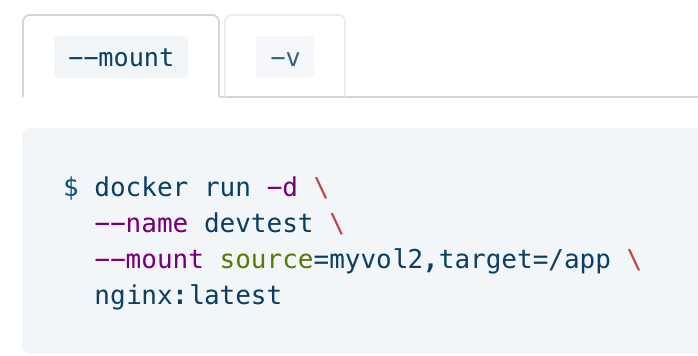 --mount
-v
$ docker run -d \
--name devtest \
--mount source=myvol2,target=/app \
nginx:latest